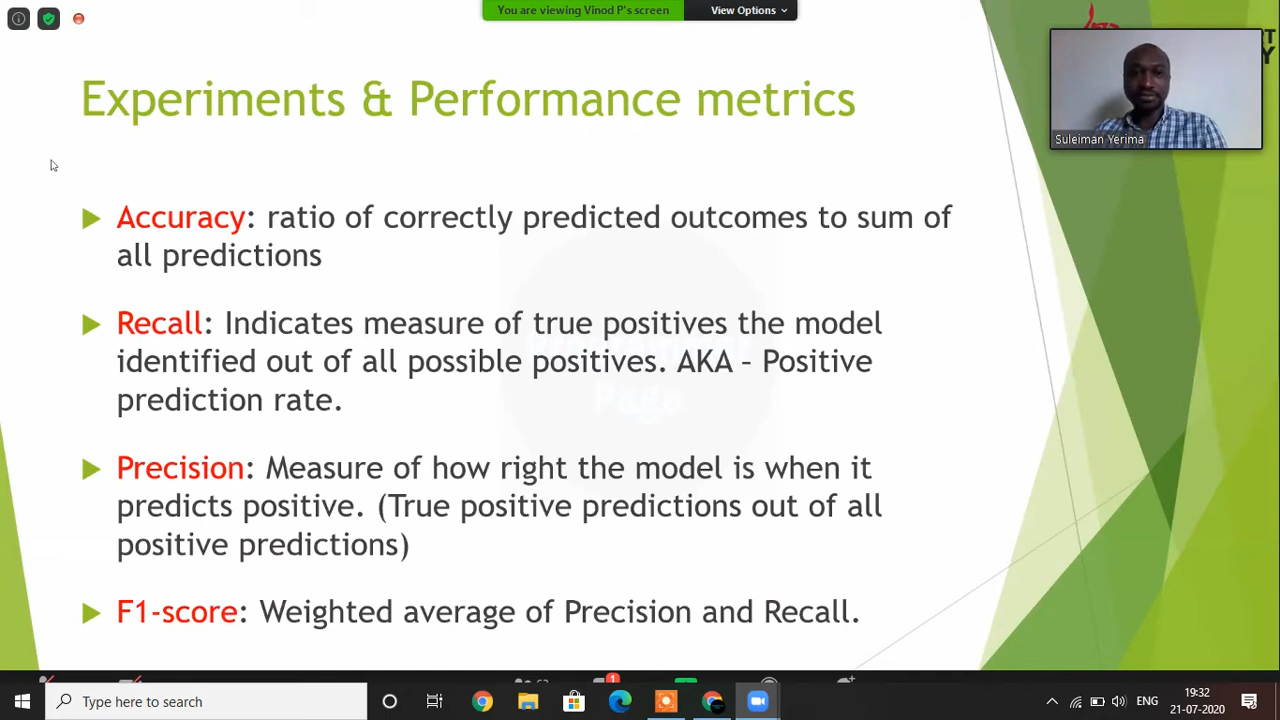 You are viewing Vinod P's screen
View Options
Experiments & Performance metrics
Suleiman Yerima
Accuracy: ratio of correctly predicted outcomes to sum of
all predictions
Recall: Indicates measure of true positives the model
identified out of all possible positives. AKA – Positive
prediction rate.
Precision: Measure of how right the model is when it
predicts positive. (True positive predictions out of all
positive predictions)
F1-score: Weighted average of Precision and Recall.
Type here to search
1
ENG
19:32
21-07-2020